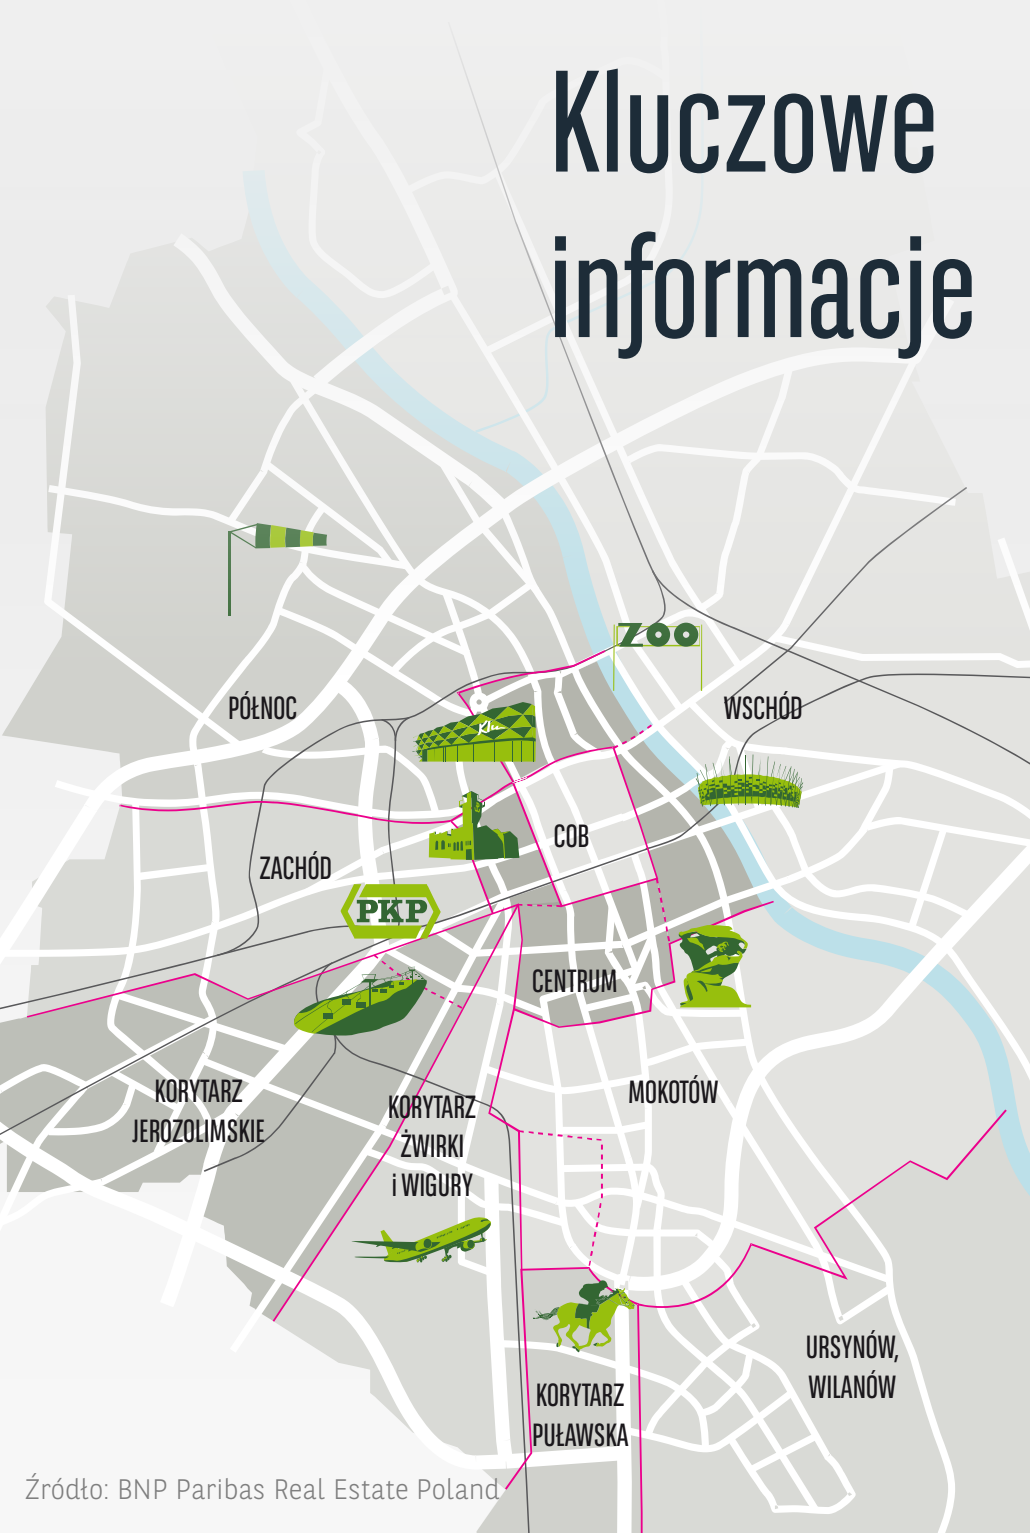 Kluczowe
informacje
ZOO
PÓŁNOC
WSCHÓD
COB
ZACHÓD
PKP
CENTRUM
KORYTARZ
JEROZOLIMSKIE
MOKOTÓW
KORYTARZ
ŻWIRKI
i WIGURY
URSYNÓW,
WILANÓW
KORYTARZ
PUŁAWSKA
Źródło: BNP Paribas Real Estate Poland